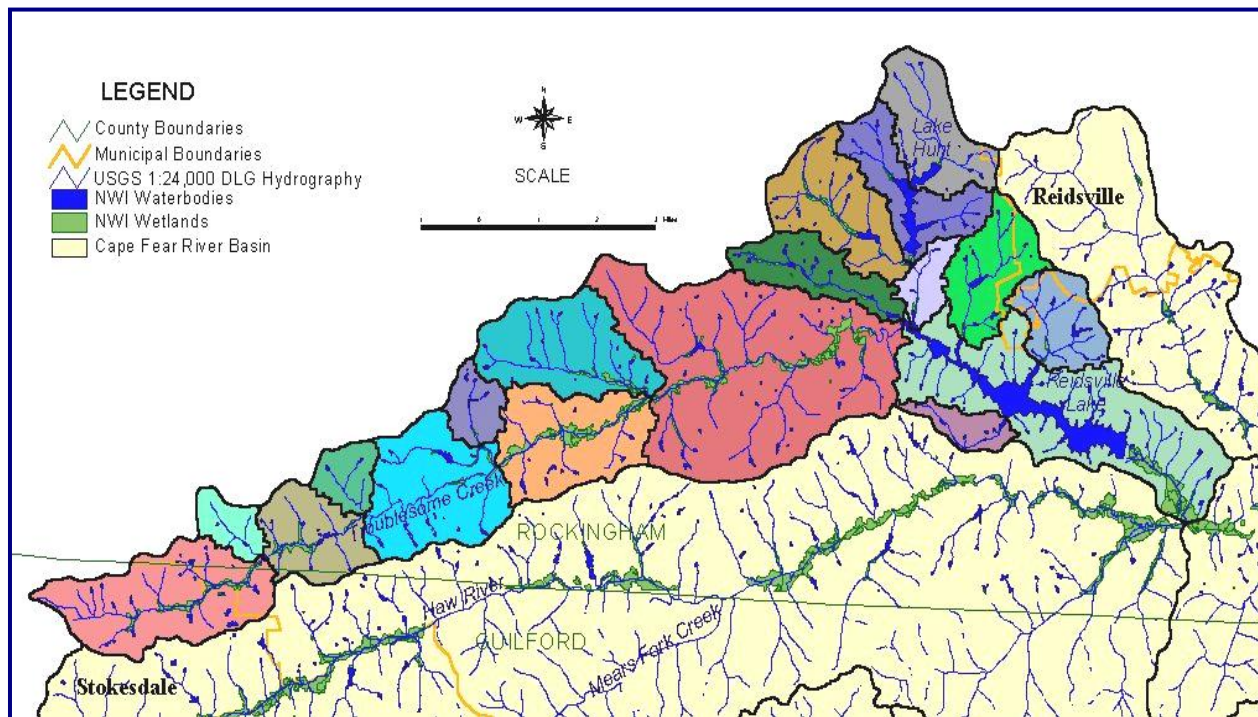 LEGEND
County Boundaries
Municipal Boundaries
USGS 1:24,000 DLG Hydrography
NWI Waterbodies
NWI Wetlands
Cape Fear River Basin
N
W E
S
SCALE
Lake
Hunt
Reidsville
Reidsville
Lake
Troublesome Creek
ROCKINGHAM
Haw River
GUILFORD
Mears Fork Creek
Stokesdale